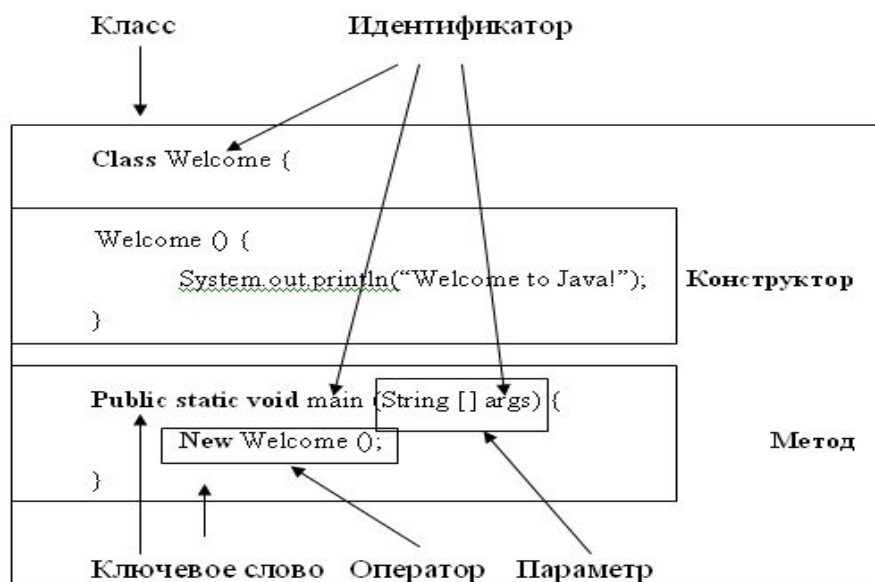 Класс Идентификатор
Class Welcome {
Welcome () {
System.out.println(“Welcome to Java!”);
Конструктор
}
Public static void main (String [] args) {
New Welcome ();
Метод
}
Ключевое слово Оператор Параметр